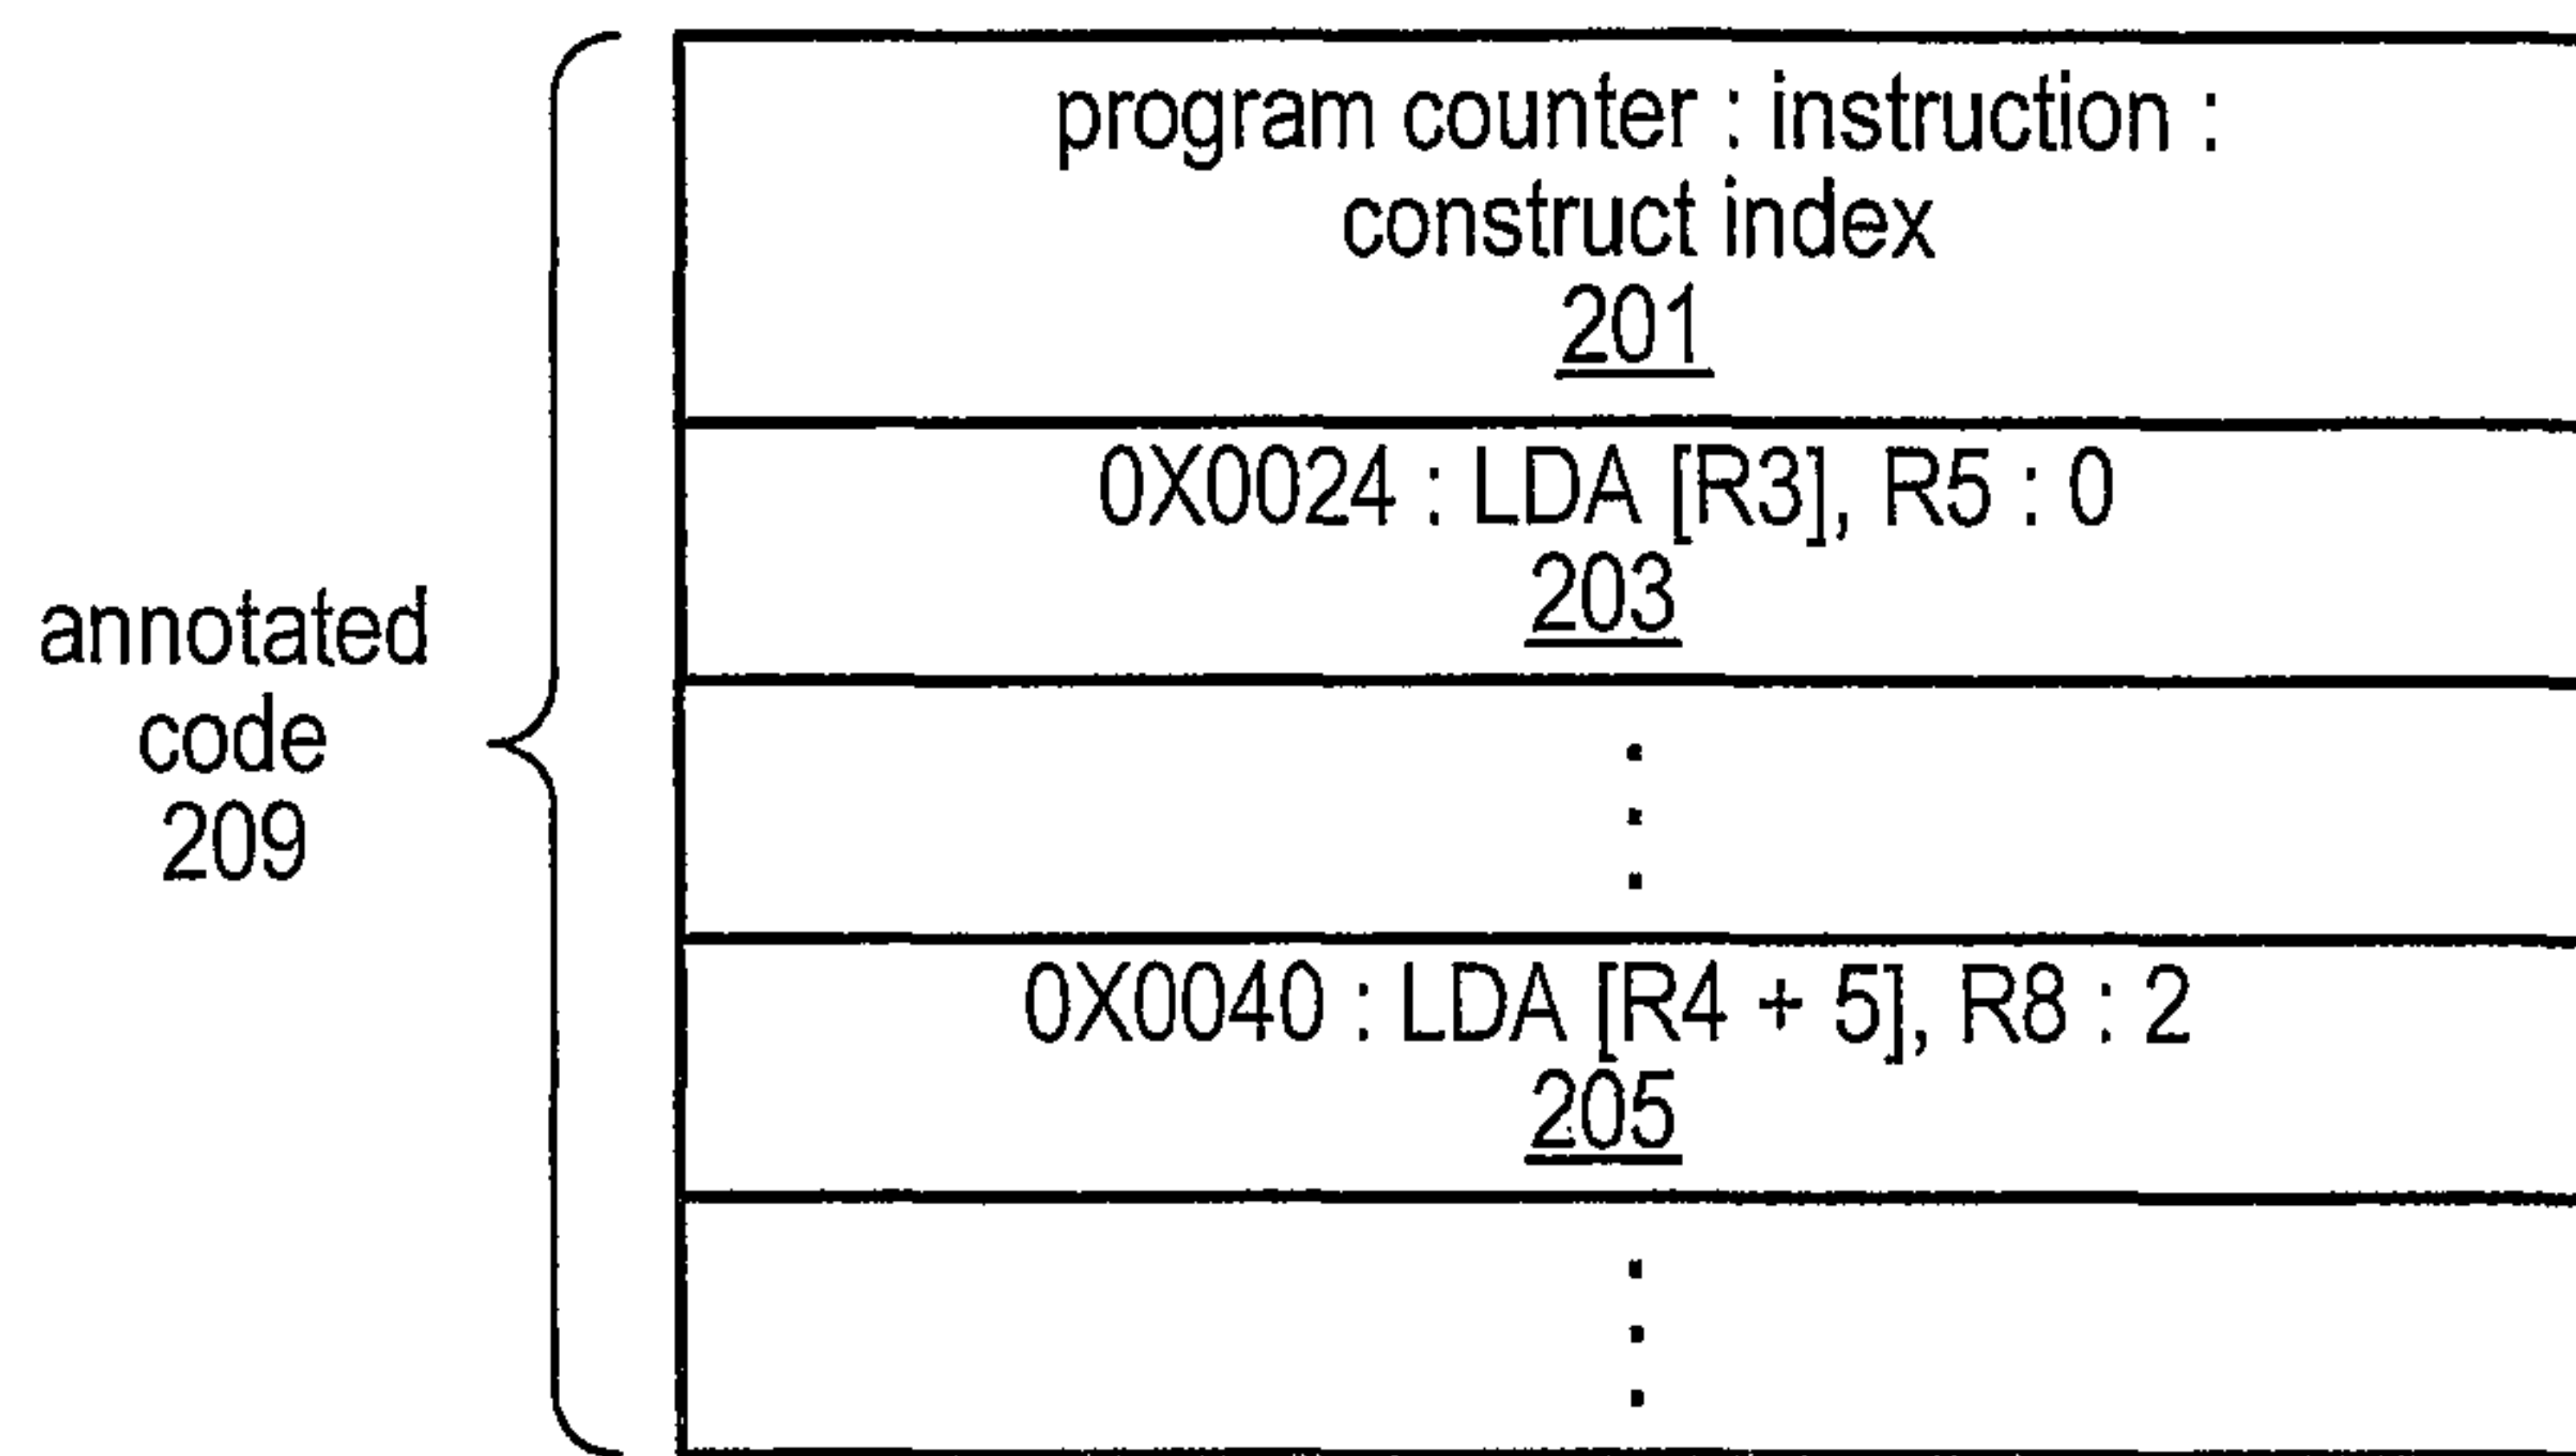 annotated
code
209
program counter : instruction :
construct index
201
0X0024 : LDA [R3], R5 : 0
203
0X0040 : LDA [R4 + 5], R8 : 2
205